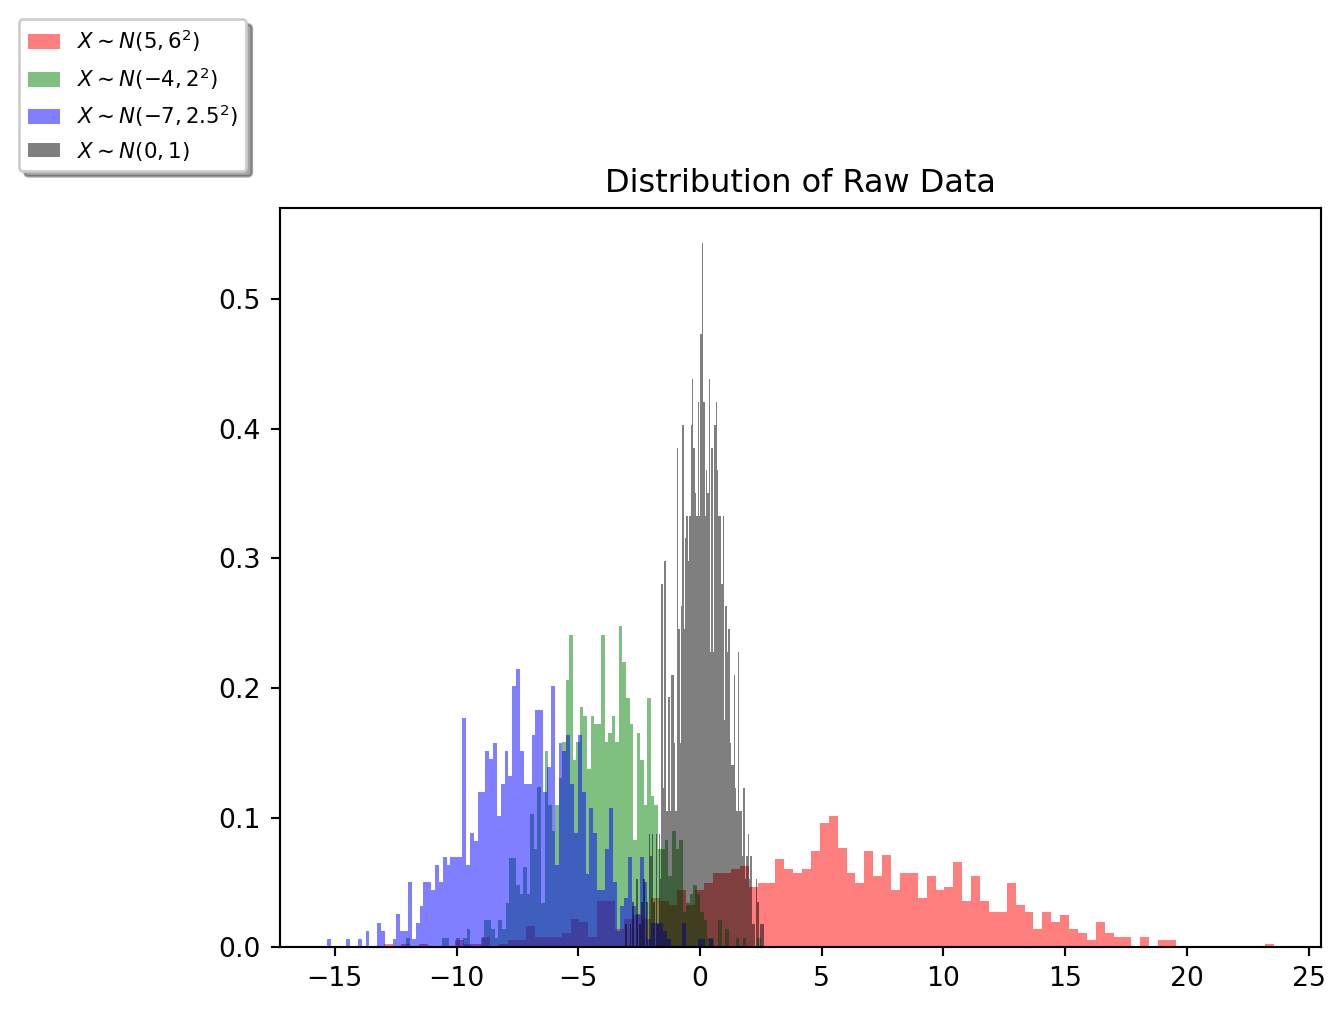 X ~ N(5, 6²)
X ~ N(−4, 2²)
X ~ N(−7, 2.5²)
X ~ N(0, 1)
Distribution of Raw Data
0.5
0.4
0.3
0.2
0.1
0.0
−15 −10 −5 0 5 10 15 20 25